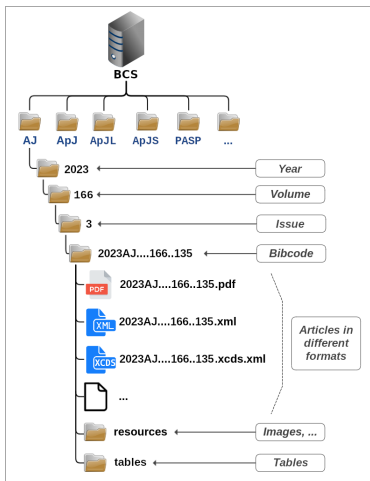 BCS
AJ ApJ ApJL ApJS PASP ...
2023 Year
166 Volume
3 Issue
2023AJ....166..135 Bibcode
PDF 2023AJ....166..135.pdf
XML 2023AJ....166..135.xml
XCDS 2023AJ....166..135.xcds.xml
Articles in
different
formats
...
resources Images, ...
tables Tables